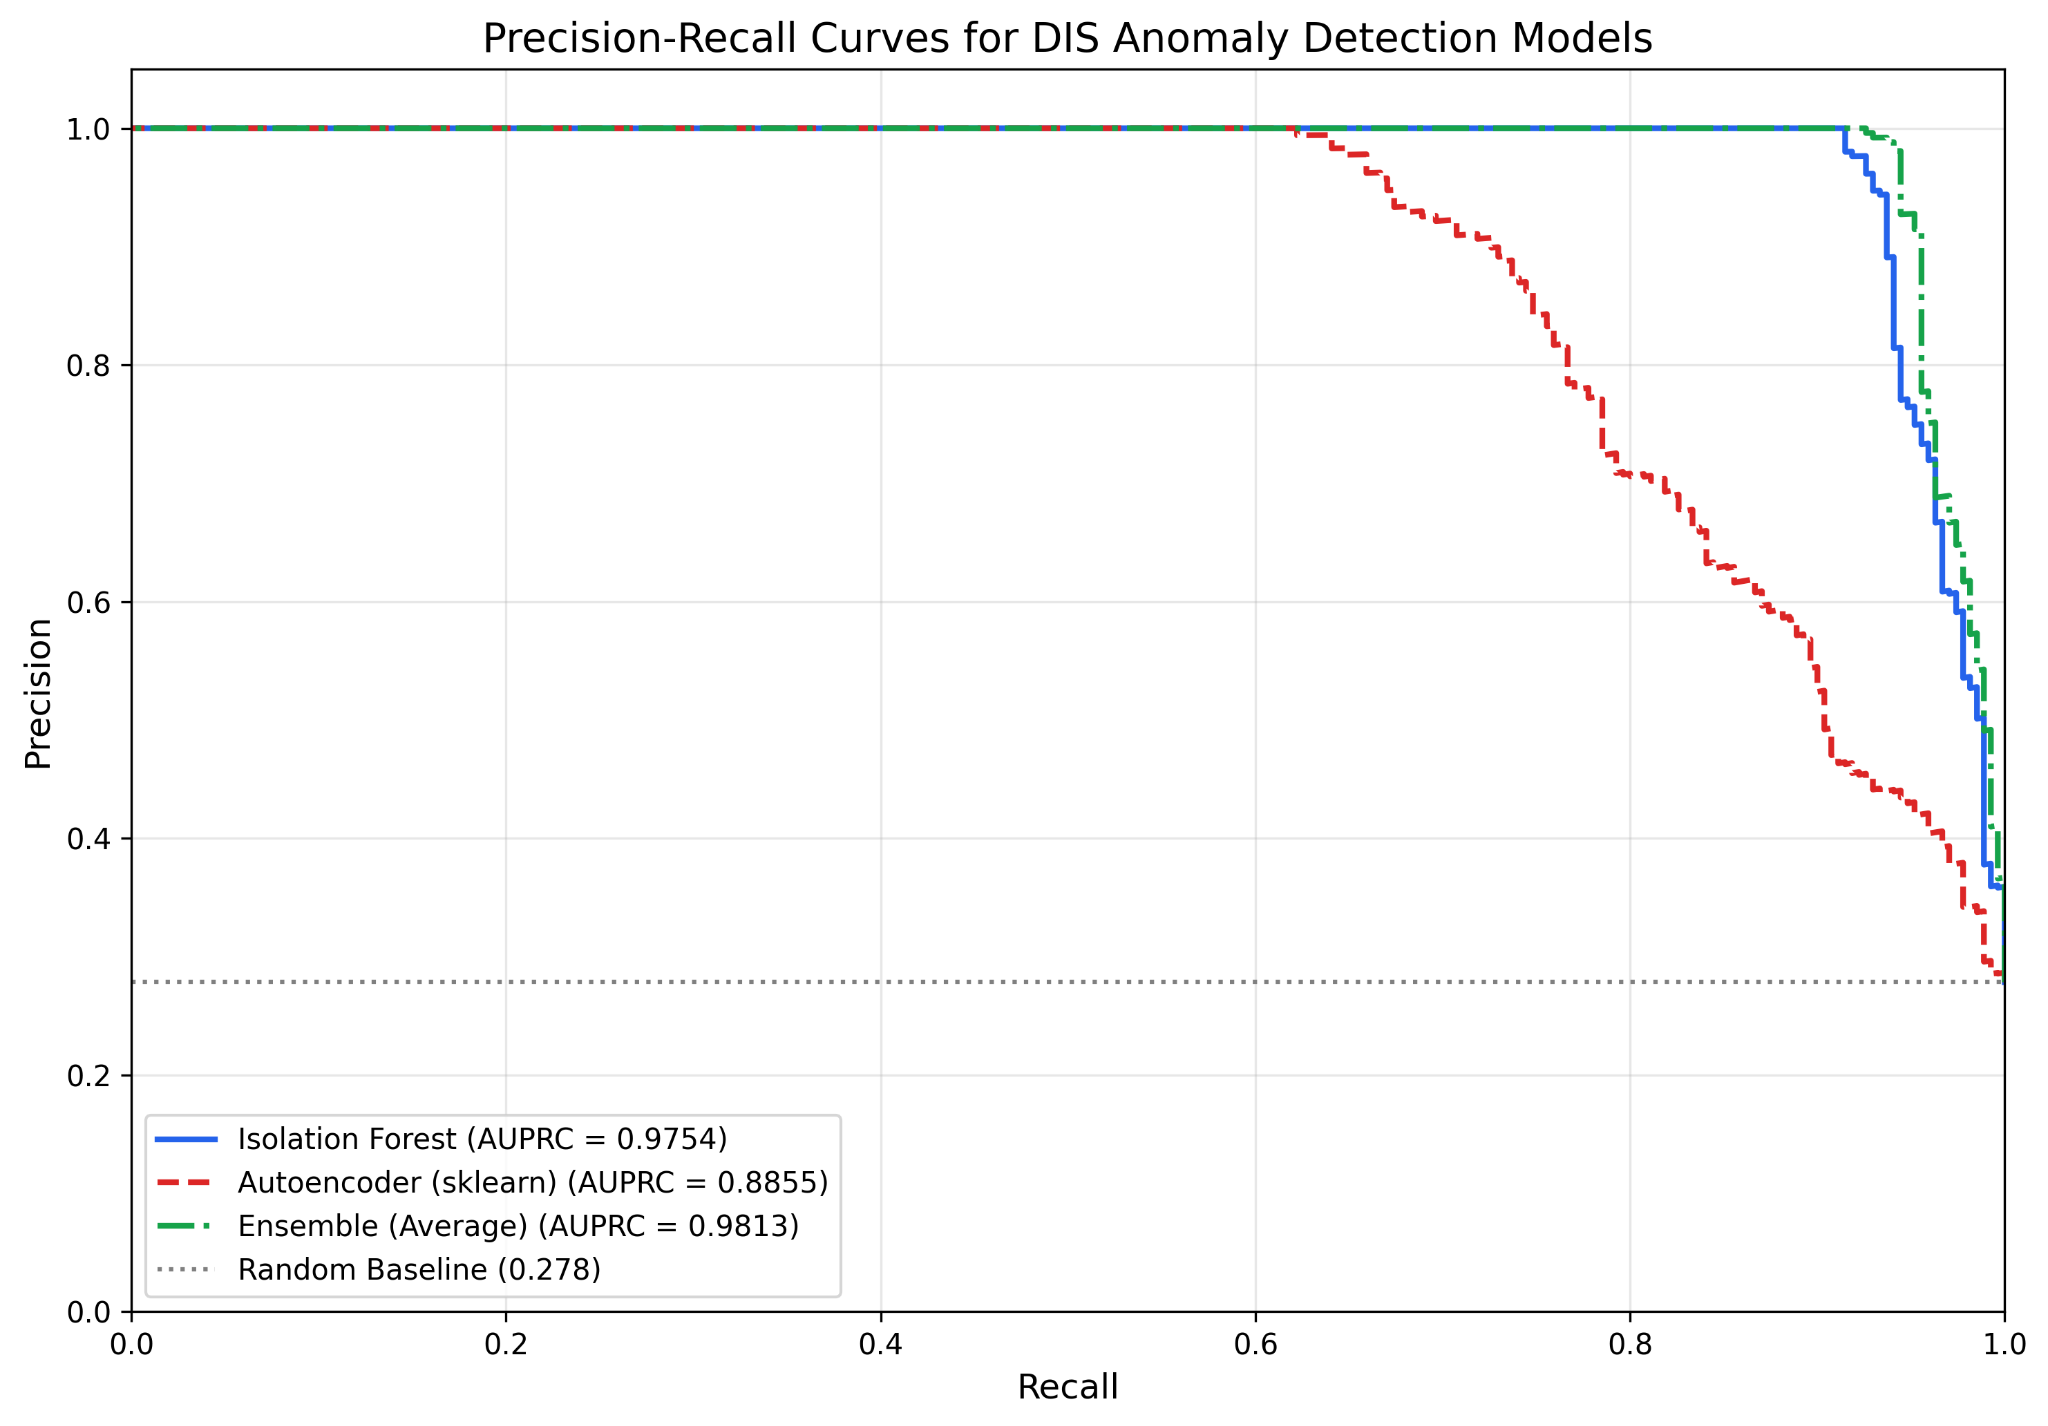 Precision-Recall Curves for DIS Anomaly Detection Models
Precision
1.0
0.8
0.6
0.4
0.2
0.0
Isolation Forest (AUPRC = 0.9754)
Autoencoder (sklearn) (AUPRC = 0.8855)
Ensemble (Average) (AUPRC = 0.9813)
Random Baseline (0.278)
0.0 0.2 0.4 0.6 0.8 1.0
Recall